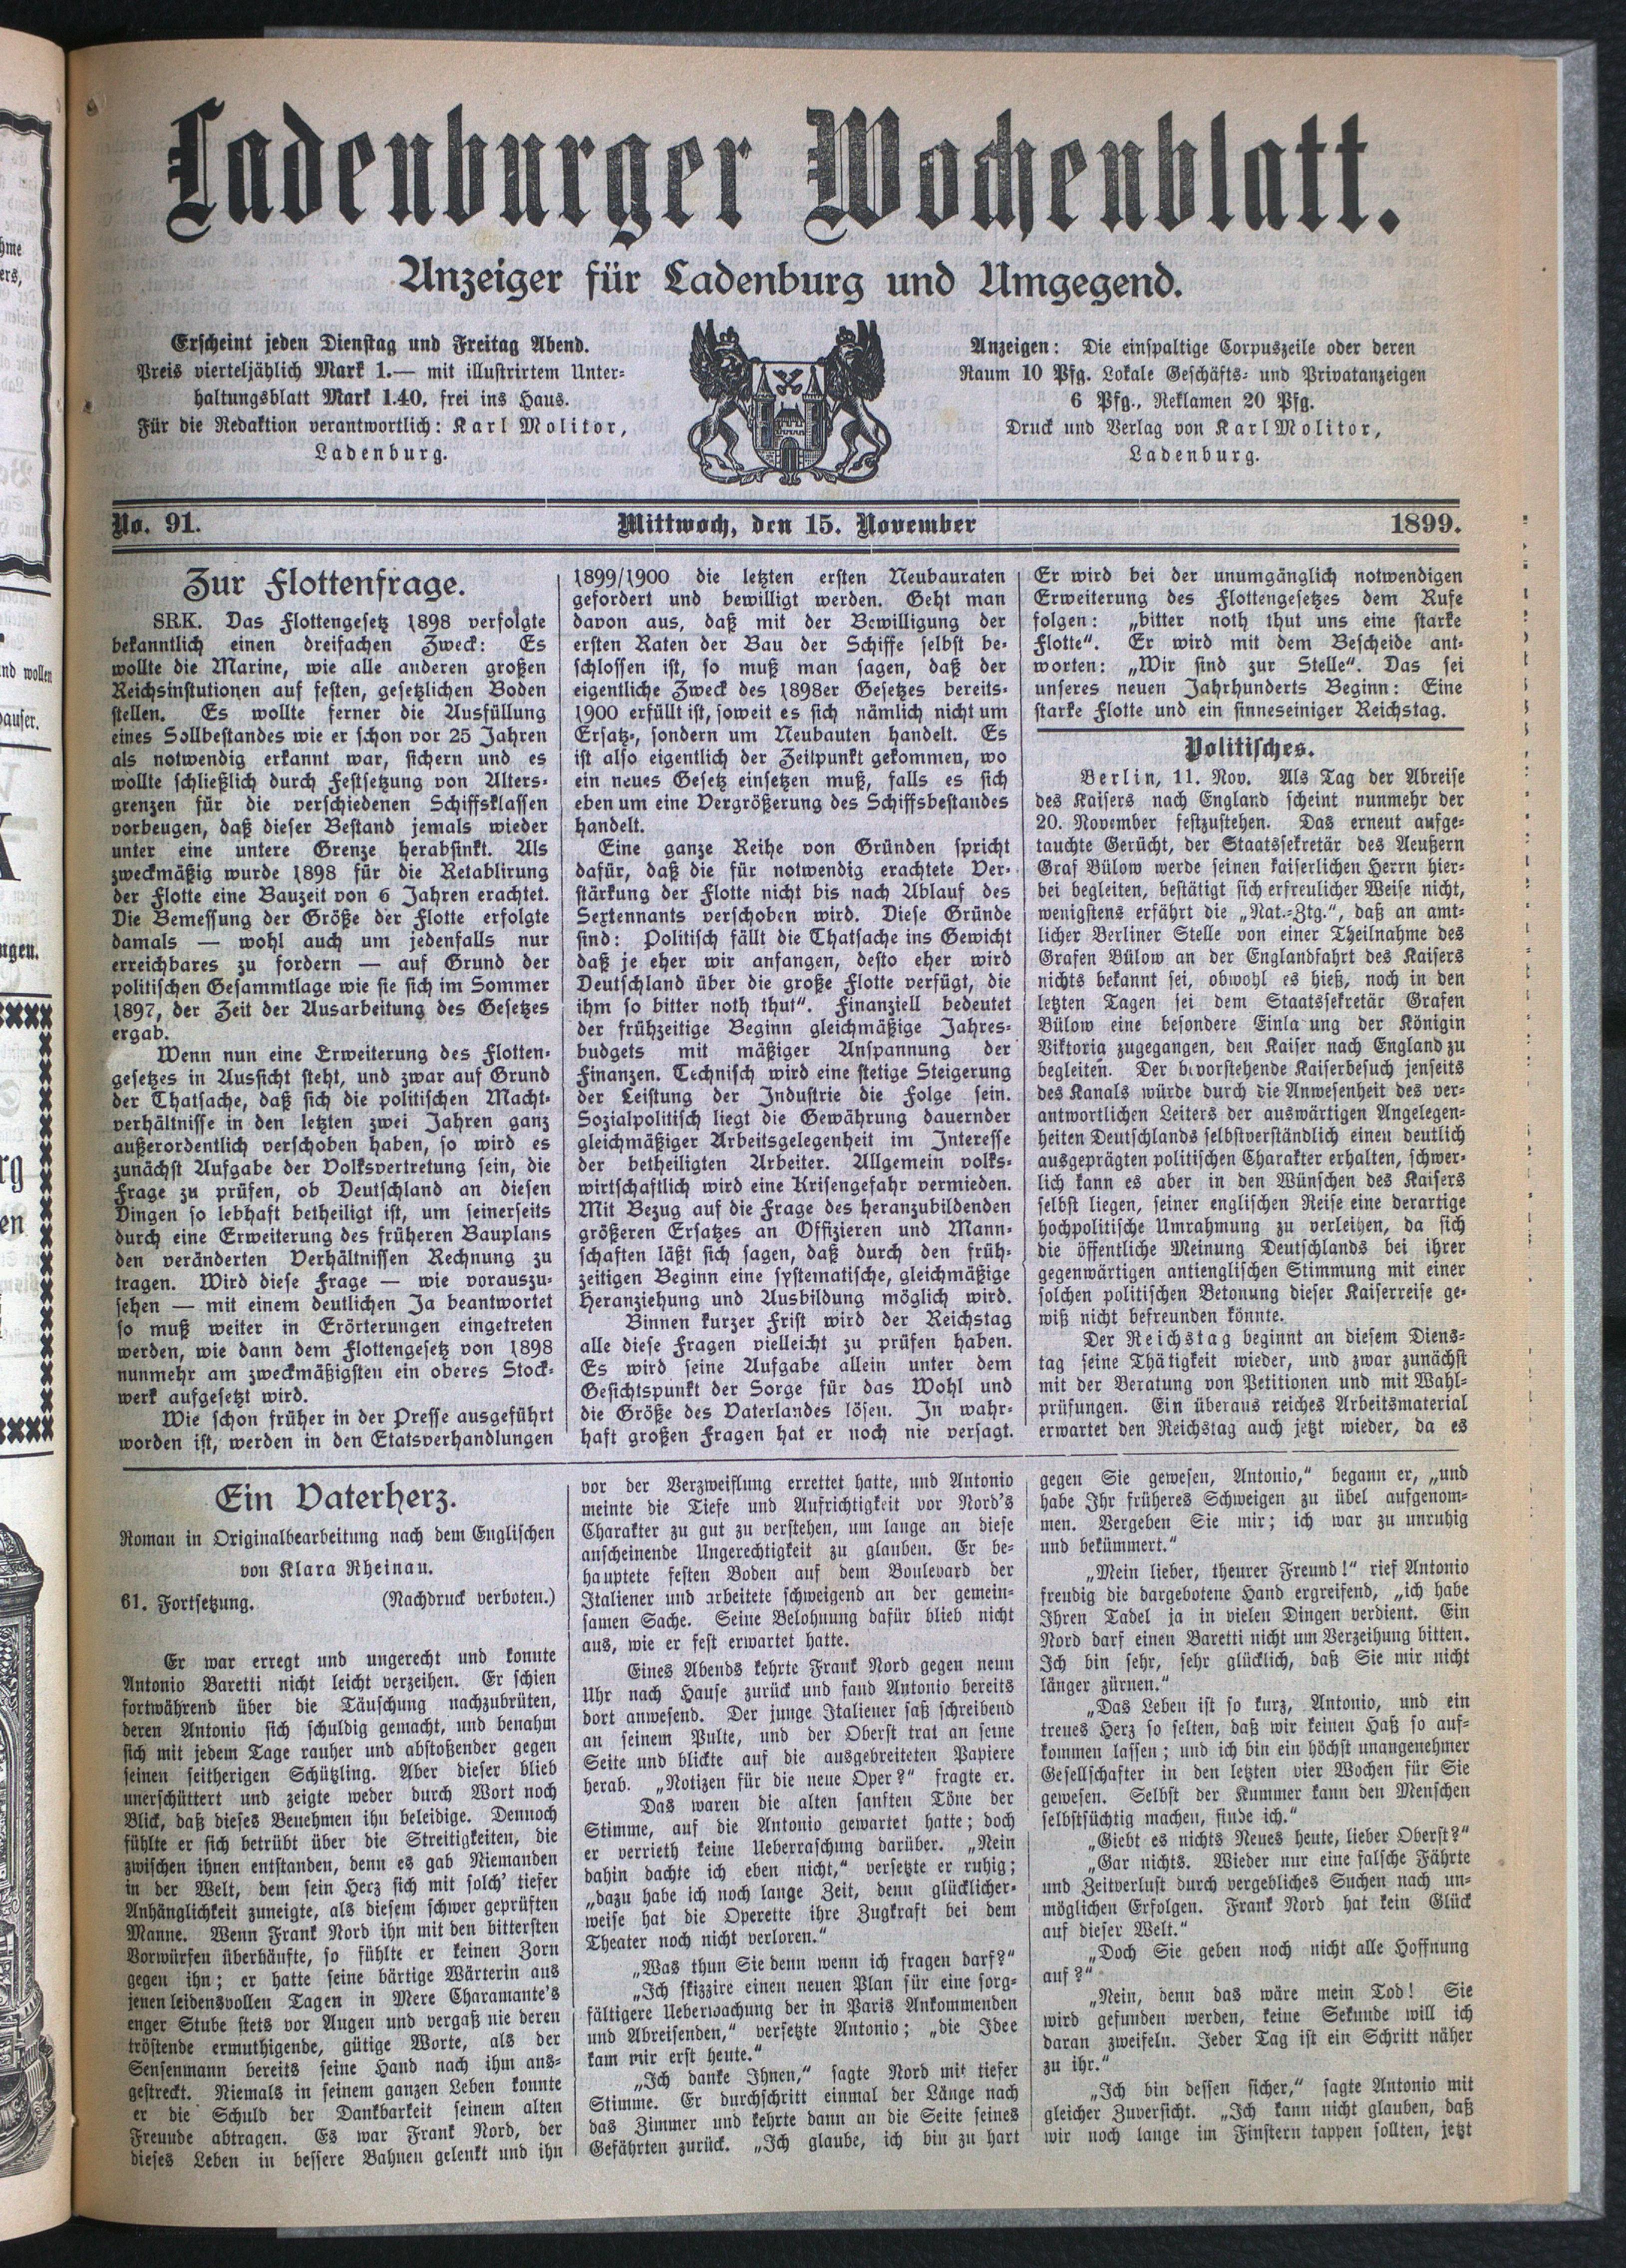 Ladenburger Wochenblatt.
Anzeiger für Ladenburg und Umgegend.
Erscheint jeden Dienstag und Freitag Abend.
Preis vierteljählich Mark 1.— mit illustrirtem Unter-
haltungsblatt Mark 1.40, frei ins Haus.
Für die Redaktion verantwortlich: Karl Molitor,
Ladenburg.
Anzeigen: Die einspaltige Corpuszeile oder deren
Raum 10 Pfg. Lokale Geschäfts- und Privatanzeigen
6 Pfg., Reklamen 20 Pfg.
Druck und Verlag von Karl Molitor,
Ladenburg.
No. 91. Mittwoch, den 15. November 1899.
Zur Flottenfrage.
SRK. Das Flottengesetz 1898 verfolgte
bekanntlich einen dreifachen Zweck: Es
wollte die Marine, wie alle anderen großen
Reichsinstutionen auf festen, gesetzlichen Boden
stellen. Es wollte ferner die Ausfüllung
eines Sollbestandes wie er schon vor 25 Jahren
als notwendig erkannt war, sichern und es
wollte schließlich durch Festsetzung von Alters-
grenzen für die verschiedenen Schiffsklassen
vorbeugen, daß dieser Bestand jemals wieder
unter eine untere Grenze herabsinkt. Als
zweckmäßig wurde 1898 für die Retablirung
der Flotte eine Bauzeit von 6 Jahren erachtet.
Die Bemessung der Größe der Flotte erfolgte
damals — wohl auch um jedenfalls nur
erreichbares zu fordern — auf Grund der
politischen Gesammtlage wie sie sich im Sommer
1897, der Zeit der Ausarbeitung des Gesetzes
ergab.
Wenn nun eine Erweiterung des Flotten-
gesetzes in Aussicht steht, und zwar auf Grund
der Thatsache, daß sich die politischen Macht-
verhältnisse in den letzten zwei Jahren ganz
außerordentlich verschoben haben, so wird es
zunächst Aufgabe der Volksvertretung sein, die
Frage zu prüfen, ob Deutschland an diesen
Dingen so lebhaft betheiligt ist, um seinerseits
durch eine Erweiterung des früheren Bauplans
den veränderten Verhältnissen Rechnung zu
tragen. Wird diese Frage — wie vorauszu-
sehen — mit einem deutlichen Ja beantwortet
so muß weiter in Erörterungen eingetreten
werden, wie dann dem Flottengesetz von 1898
nunmehr am zweckmäßigsten ein oberes Stock-
werk aufgesetzt wird.
Wie schon früher in der Presse ausgeführt
worden ist, werden in den Etatsverhandlungen
1899/1900 die letzten ersten Neubauraten
gefordert und bewilligt werden. Geht man
davon aus, daß mit der Bewilligung der
ersten Raten der Bau der Schiffe selbst be-
schlossen ist, so muß man sagen, daß der
eigentliche Zweck des 1898er Gesetzes bereits-
1900 erfüllt ist, soweit es sich nämlich nicht um
Ersatz-, sondern um Neubauten handelt. Es
ist also eigentlich der Zeitpunkt gekommen, wo
ein neues Gesetz einsetzen muß, falls es sich
eben um eine Vergrößerung des Schiffsbestandes
handelt.
Eine ganze Reihe von Gründen spricht
dafür, daß die für notwendig erachtete Ver-
stärkung der Flotte nicht bis nach Ablauf des
Sextennants verschoben wird. Diese Gründe
sind: Politisch fällt die Thatsache ins Gewicht
daß je eher wir anfangen, desto eher wird
Deutschland über die große Flotte verfügt, die
ihm so bitter noth thut“. Finanziell bedeutet
der frühzeitige Beginn gleichmäßige Jahres-
budgets mit mäßiger Anspannung der
Finanzen. Technisch wird eine stetige Steigerung
der Leistung der Industrie die Folge sein.
Sozialpolitisch liegt die Gewährung dauernder
gleichmäßiger Arbeitsgelegenheit im Interesse
der betheiligten Arbeiter. Allgemein volks-
wirtschaftlich wird eine Krisengefahr vermieden.
Mit Bezug auf die Frage des heranzubildenden
größeren Ersatzes an Offizieren und Mann-
schaften läßt sich sagen, daß durch den früh-
zeitigen Beginn eine systematische, gleichmäßige
Heranziehung und Ausbildung möglich wird.
Binnen kurzer Frist wird der Reichstag
alle diese Fragen vielleicht zu prüfen haben.
Es wird seine Aufgabe allein unter dem
Gesichtspunkt der Sorge für das Wohl und
die Größe des Vaterlandes lösen. In wahr-
haft großen Fragen hat er noch nie versagt.
Er wird bei der unumgänglich notwendigen
Erweiterung des Flottengesetzes dem Rufe
folgen: „bitter noth thut uns eine starke
Flotte“. Er wird mit dem Bescheide ant-
worten: „Wir sind zur Stelle“. Das sei
unseres neuen Jahrhunderts Beginn: Eine
starke Flotte und ein sinneseiniger Reichstag.
Politisches.
Berlin, 11. Nov. Als Tag der Abreise
des Kaisers nach England scheint nunmehr der
20. November festzustehen. Das erneut aufge-
tauchte Gerücht, der Staatssekretär des Aeußern
Graf Bülow werde seinen kaiserlichen Herrn hier-
bei begleiten, bestätigt sich erfreulicher Weise nicht,
wenigstens erfährt die „Nat.-Ztg.“, daß an amt-
licher Berliner Stelle von einer Theilnahme des
Grafen Bülow an der Englandfahrt des Kaisers
nichts bekannt sei, obwohl es hieß, noch in den
letzten Tagen sei dem Staatssekretär Grafen
Bülow eine besondere Einla ung der Königin
Viktoria zugegangen, den Kaiser nach England zu
begleiten. Der bevorstehende Kaiserbesuch jenseits
des Kanals würde durch die Anwesenheit des ver-
antwortlichen Leiters der auswärtigen Angelegen-
heiten Deutschlands selbstverständlich einen deutlich
ausgeprägten politischen Charakter erhalten, schwer-
lich kann es aber in den Wünschen des Kaisers
selbst liegen, seiner englischen Reise eine derartige
hochpolitische Umrahmung zu verleihen, da sich
die öffentliche Meinung Deutschlands bei ihrer
gegenwärtigen antienglischen Stimmung mit einer
solchen politischen Betonung dieser Kaiserreise ge-
wiß nicht befreunden könnte.
Der Reichstag beginnt an diesem Diens-
tag seine Thätigkeit wieder, und zwar zunächst
mit der Beratung von Petitionen und mit Wahl-
prüfungen. Ein überaus reiches Arbeitsmaterial
erwartet den Reichstag auch jetzt wieder, da es
Ein Vaterherz.
Roman in Originalbearbeitung nach dem Englischen
von Klara Rheinau.
61. Fortsetzung. (Nachdruck verboten.)
Er war erregt und ungerecht und konnte
Antonio Baretti nicht leicht verzeihen. Er schien
fortwährend über die Täuschung nachzubrüten,
deren Antonio sich schuldig gemacht, und benahm
sich mit jedem Tage rauher und abstoßender gegen
seinen seitherigen Schützling. Aber dieser blieb
unerschüttert und zeigte weder durch Wort noch
Blick, daß dieses Benehmen ihn beleidige. Dennoch
fühlte er sich betrübt über die Streitigkeiten, die
zwischen ihnen entstanden, denn es gab Niemanden
in der Welt, dem sein Herz sich mit solch’ tiefer
Anhänglichkeit zuneigte, als diesem schwer geprüften
Manne. Wenn Frank Nord ihn mit den bittersten
Vorwürfen überhäufte, so fühlte er keinen Zorn
gegen ihn; er hatte seine bärtige Wärterin aus
jenen leidensvollen Tagen in Mere Charamante’s
enger Stube stets vor Augen und vergaß nie deren
tröstende ermuthigende, gütige Worte, als der
Sensenmann bereits seine Hand nach ihm aus-
gestreckt. Niemals in seinem ganzen Leben konnte
er die Schuld der Dankbarkeit seinem alten
Freunde abtragen. Es war Frank Nord, der
dieses Leben in bessere Bahnen gelenkt und ihn
vor der Verzweiflung errettet hatte, und Antonio
meinte die Tiefe und Aufrichtigkeit vor Nord’s
Charakter zu gut zu verstehen, um lange an diese
anscheinende Ungerechtigkeit zu glauben. Er be-
hauptete festen Boden auf dem Boulevard der
Italiener und arbeitete schweigend an der gemein-
samen Sache. Seine Belohnung dafür blieb nicht
aus, wie er fest erwartet hatte.
Eines Abends kehrte Frank Nord gegen neun
Uhr nach Hause zurück und fand Antonio bereits
dort anwesend. Der junge Italiener saß schreibend
an seinem Pulte, und der Oberst trat an seine
Seite und blickte auf die ausgebreiteten Papiere
herab. „Notizen für die neue Oper?“ fragte er.
Das waren die alten sanften Töne der
Stimme, auf die Antonio gewartet hatte; doch
er verrieth keine Ueberraschung darüber. „Nein
dahin dachte ich eben nicht,“ versetzte er ruhig;
„dazu habe ich noch lange Zeit, denn glücklicher-
weise hat die Operette ihre Zugkraft bei dem
Theater noch nicht verloren.“
„Was thun Sie denn wenn ich fragen darf?“
„Ich skizzire einen neuen Plan für eine sorg-
fältigere Ueberwachung der in Paris Ankommenden
und Abreisenden,“ versetzte Antonio; „die Idee
kam mir erst heute.“
„Ich danke Ihnen,“ sagte Nord mit tiefer
Stimme. Er durchschritt einmal der Länge nach
das Zimmer und kehrte dann an die Seite seines
Gefährten zurück. „Ich glaube, ich bin zu hart
gegen Sie gewesen, Antonio,“ begann er, „und
habe Ihr früheres Schweigen zu übel aufgenom-
men. Vergeben Sie mir; ich war zu unruhig
und bekümmert.“
„Mein lieber, theurer Freund!“ rief Antonio
freudig die dargebotene Hand ergreifend, „ich habe
Ihren Tadel ja in vielen Dingen verdient. Ein
Nord darf einen Baretti nicht um Verzeihung bitten.
Ich bin sehr, sehr glücklich, daß Sie mir nicht
länger zürnen.“
„Das Leben ist so kurz, Antonio, und ein
treues Herz so selten, daß wir keinen Haß so auf-
kommen lassen; und ich bin ein höchst unangenehmer
Gesellschafter in den letzten vier Wochen für Sie
gewesen. Selbst der Kummer kann den Menschen
selbstsüchtig machen, finde ich.“
„Giebt es nichts Neues heute, lieber Oberst?“
„Gar nichts. Wieder nur eine falsche Fährte
und Zeitverlust durch vergebliches Suchen nach un-
möglichen Erfolgen. Frank Nord hat kein Glück
auf dieser Welt.“
„Doch Sie geben noch nicht alle Hoffnung
auf?“
„Nein, denn das wäre mein Tod! Sie
wird gefunden werden, keine Sekunde will ich
daran zweifeln. Jeder Tag ist ein Schritt näher
zu ihr.“
„Ich bin dessen sicher,“ sagte Antonio mit
gleicher Zuversicht. „Ich kann nicht glauben, daß
wir noch lange im Finstern tappen sollten, jetzt